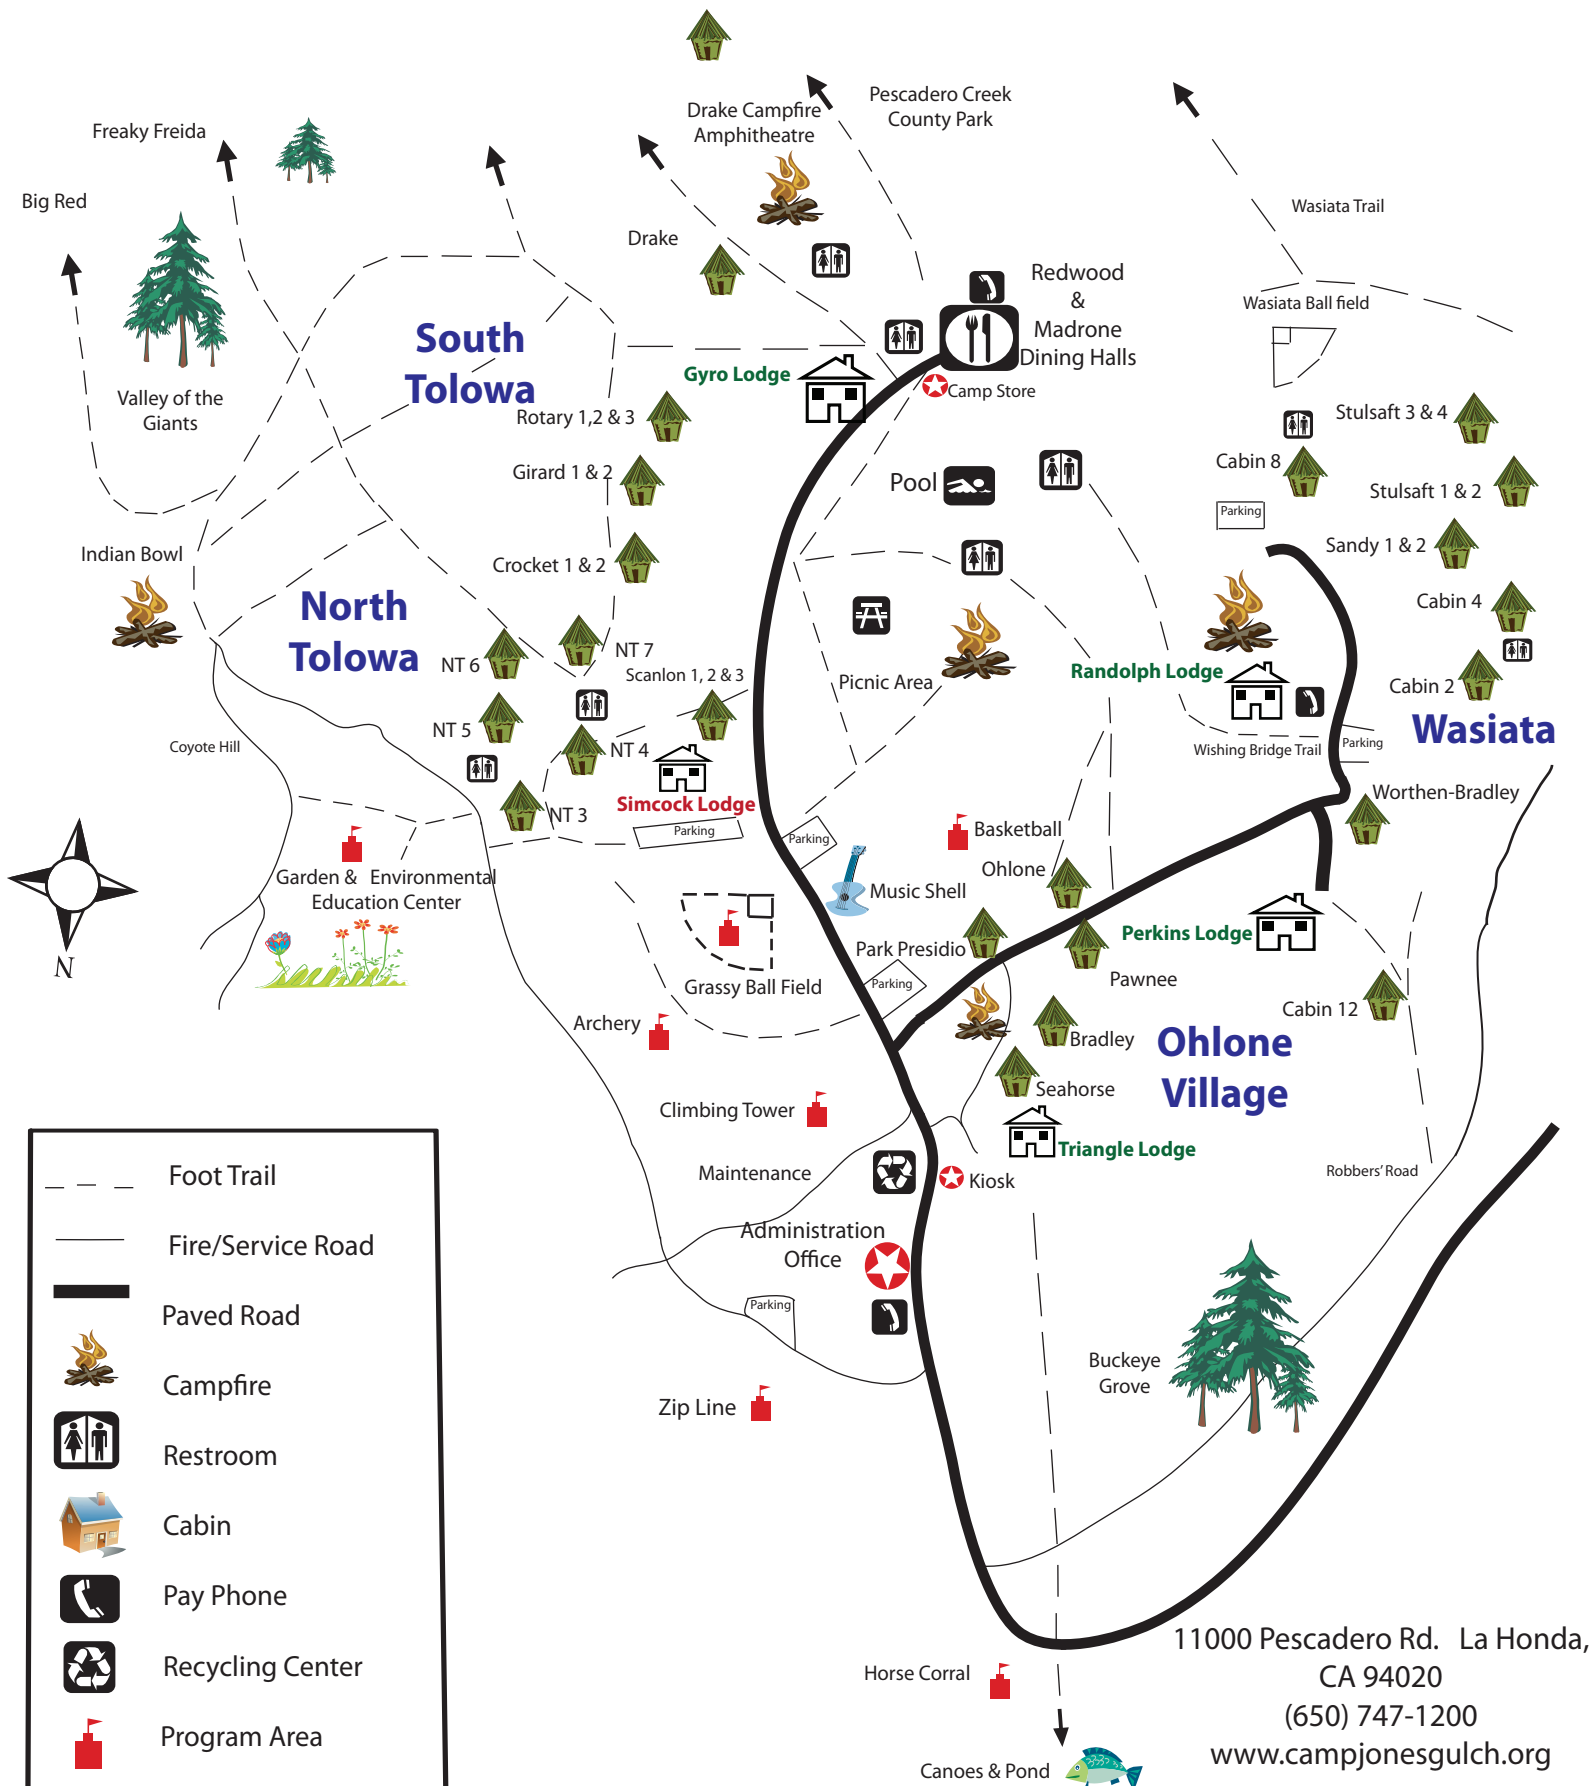 Pescadero Creek
County Park
Drake Campfire
Amphitheatre
Freaky Freida
Big Red
Wasiata Trail
Drake
Redwood
&
Madrone
Dining Halls
Wasiata Ball field
South
Tolowa
Gyro Lodge
Camp Store
Valley of the
Giants
Rotary 1,2 & 3
Stulsaft 3 & 4
Girard 1 & 2
Pool
Cabin 8
Stulsaft 1 & 2
Parking
Indian Bowl
Crocket 1 & 2
Sandy 1 & 2
North
Tolowa
Cabin 4
NT 6
NT 7
Scanlon 1, 2 & 3
Picnic Area
Randolph Lodge
Cabin 2
NT 5
Wasiata
Coyote Hill
NT 4
Wishing Bridge Trail
Parking
Simcock Lodge
NT 3
Worthen-Bradley
Parking
Parking
Basketball
Garden & Environmental
Education Center
Ohlone
Music Shell
Park Presidio
Perkins Lodge
N
Grassy Ball Field
Parking
Pawnee
Cabin 12
Archery
Bradley
Ohlone
Village
Seahorse
Climbing Tower
Triangle Lodge
Maintenance
Kiosk
Robbers' Road
Administration
Office
Parking
Buckeye
Grove
Zip Line
Foot Trail
Fire/Service Road
Paved Road
Campfire
Restroom
Cabin
Pay Phone
Recycling Center
Program Area
Horse Corral
Canoes & Pond
11000 Pescadero Rd. La Honda,
CA 94020
(650) 747-1200
www.campjonesgulch.org